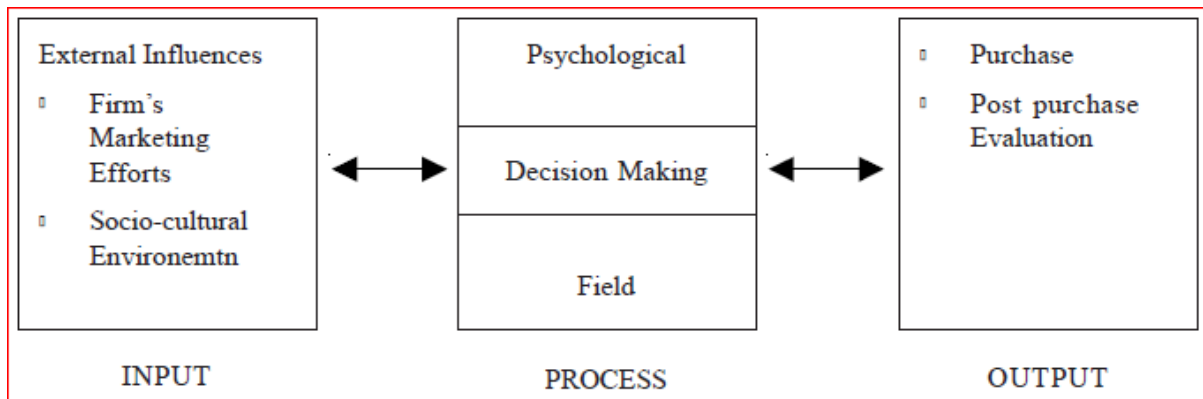 External Influences
Firm's
Marketing
Efforts
Socio-cultural
Environemtn
INPUT
Psychological
Decision Making
Field
PROCESS
Purchase
Post purchase
Evaluation
OUTPUT